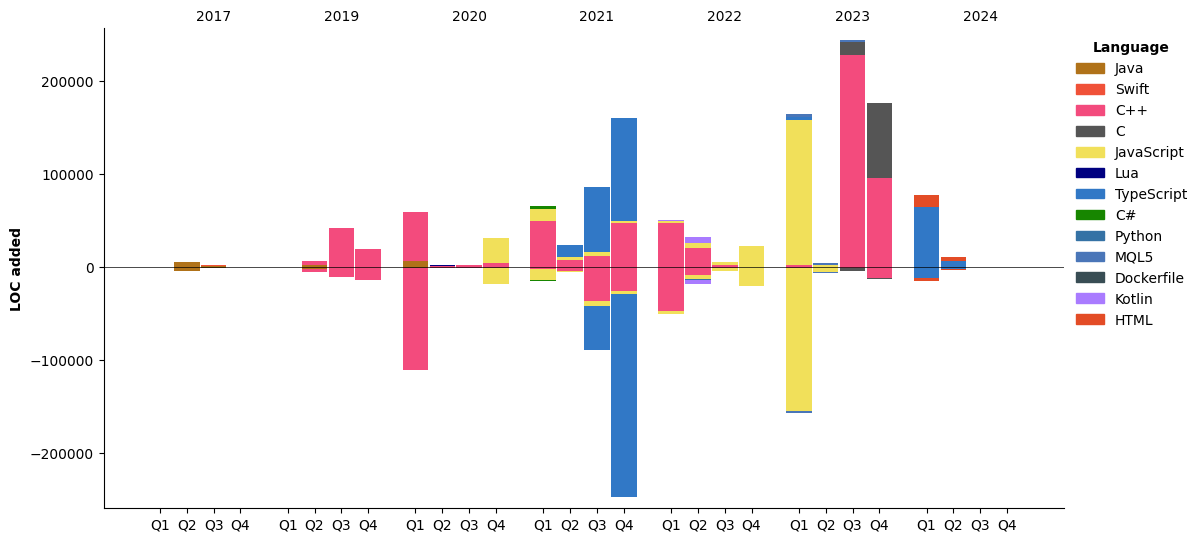 2017 2019 2020 2021 2022 2023 2024
Language
Java
Swift
C++
C
JavaScript
Lua
TypeScript
C#
Python
MQL5
Dockerfile
Kotlin
HTML
LOC added
200000
100000
0
−100000
−200000
Q1 Q2 Q3 Q4 Q1 Q2 Q3 Q4 Q1 Q2 Q3 Q4 Q1 Q2 Q3 Q4 Q1 Q2 Q3 Q4 Q1 Q2 Q3 Q4 Q1 Q2 Q3 Q4